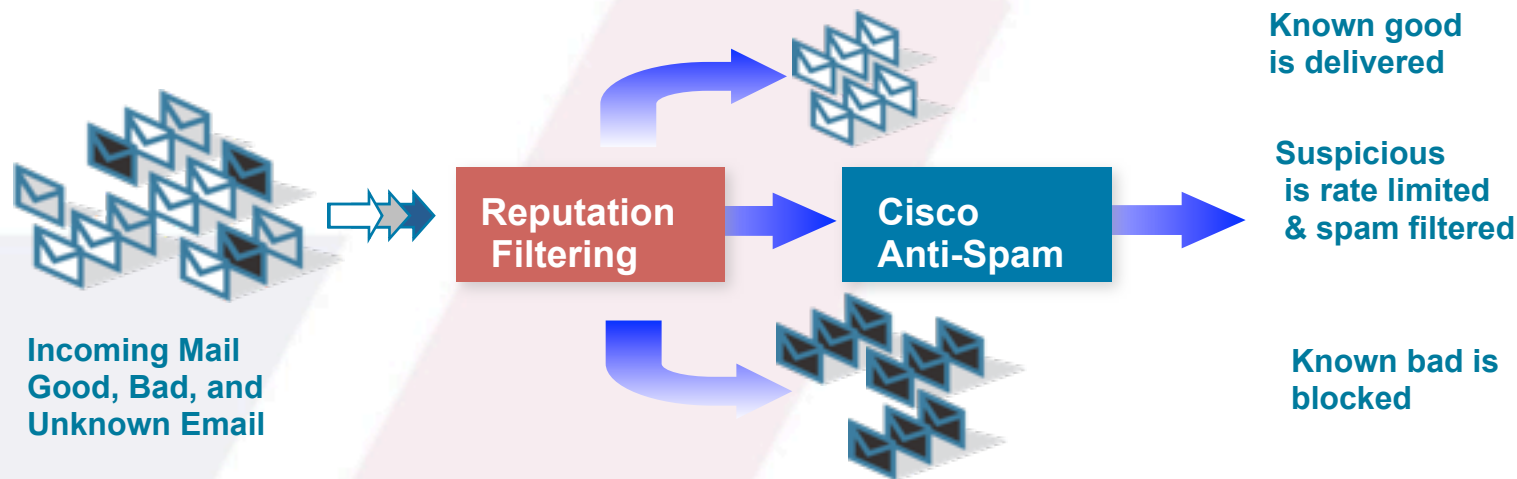 Incoming Mail
Good, Bad, and
Unknown Email
Reputation
Filtering
Cisco
Anti-Spam
Known good
is delivered
Suspicious
is rate limited
& spam filtered
Known bad is
blocked